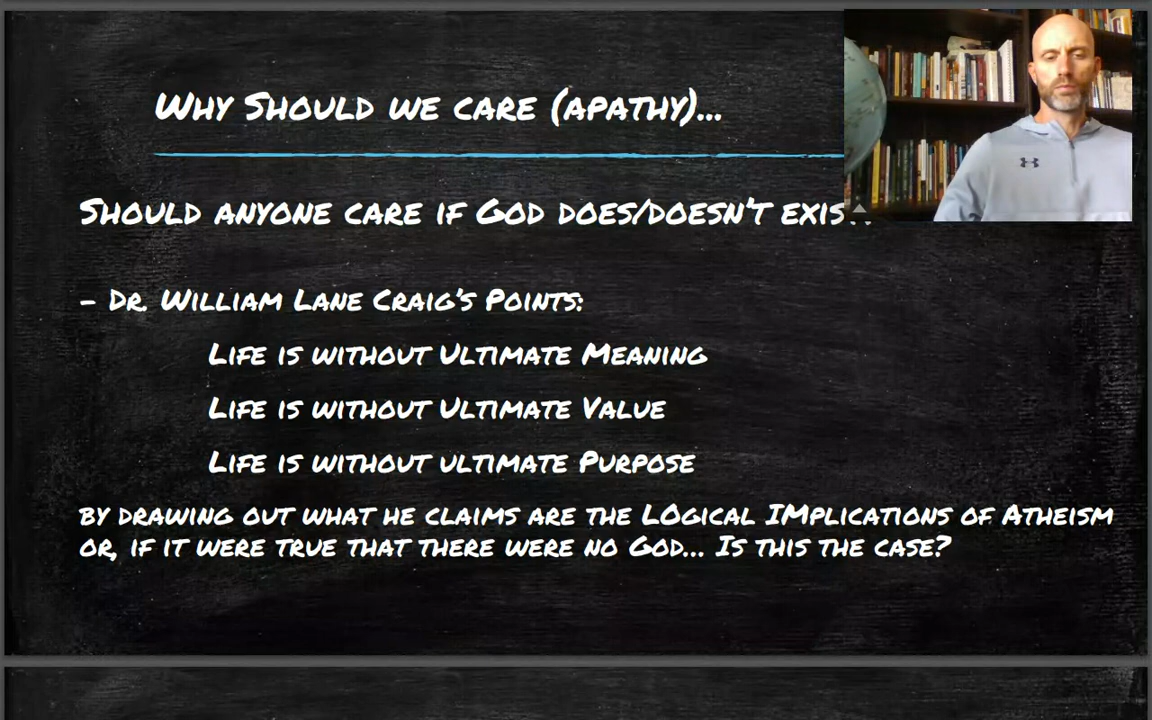 Why Should we care (apathy)...
Should anyone care if God does/doesn't exist?
- Dr. William Lane Craig's Points:
Life is without Ultimate Meaning
Life is without Ultimate Value
Life is without ultimate Purpose
by drawing out what he claims are the LOgical IMplications of Atheism
or, if it were true that there were no God... Is this the case?